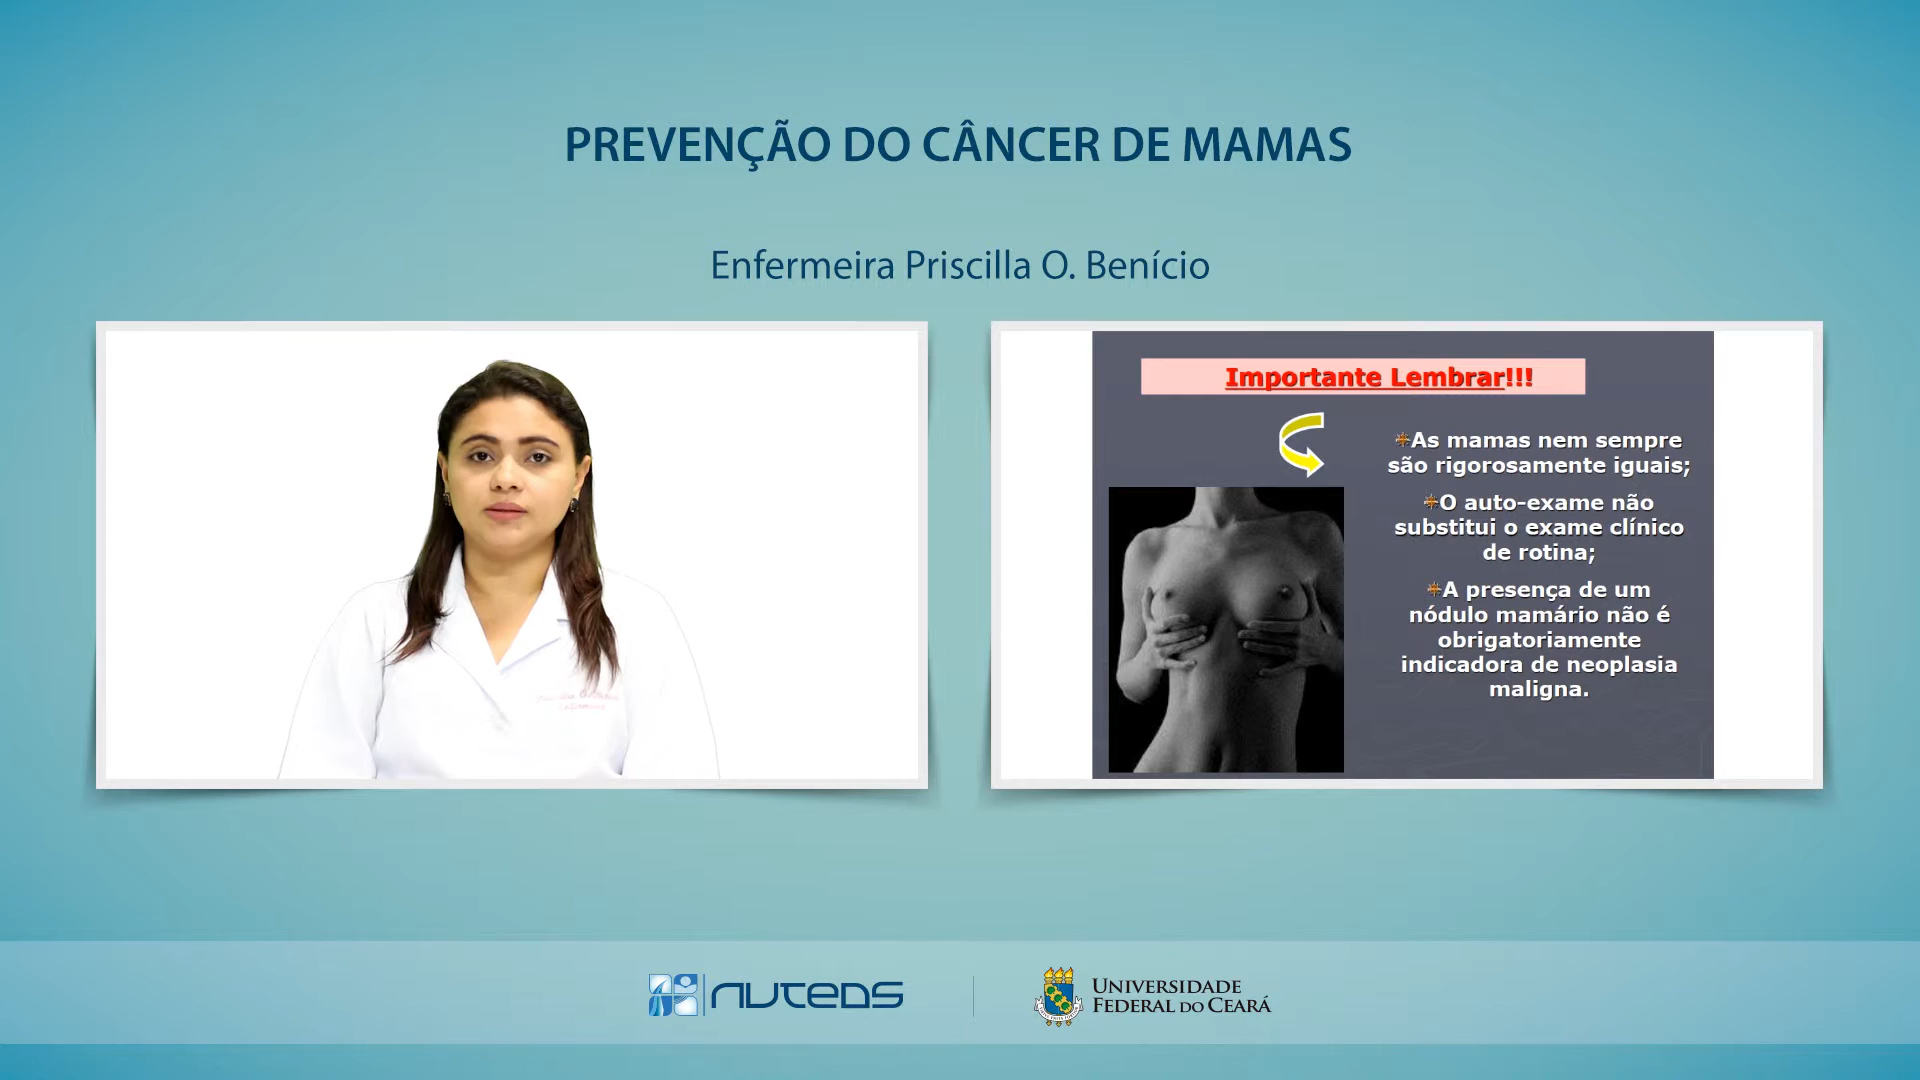 PREVENÇÃO DO CÂNCER DE MAMAS
Enfermeira Priscilla O. Benício
Importante Lembrar!!!
As mamas nem sempre
são rigorosamente iguais;
O auto-exame não
substitui o exame clínico
de rotina;
A presença de um
nódulo mamário não é
obrigatoriamente
indicadora de neoplasia
maligna.
NUTEDS
UNIVERSIDADE
FEDERAL DO CEARÁ